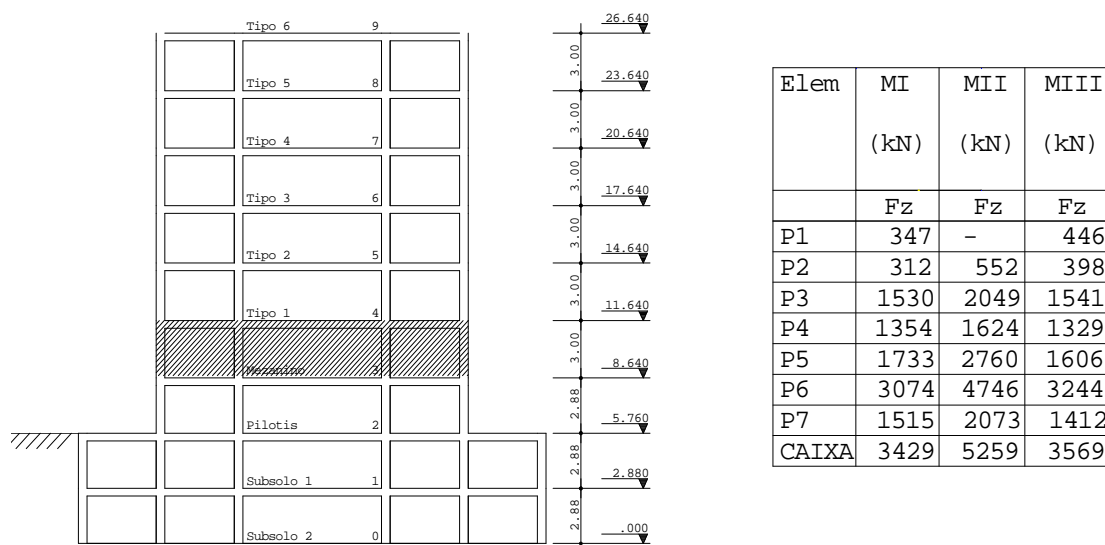 Tipo 6 9
26.640
3.00
Tipo 5 8
23.640
3.00
Tipo 4 7
20.640
3.00
Tipo 3 6
17.640
3.00
Tipo 2 5
14.640
3.00
Tipo 1 4
11.640
3.00
Mezanino 3
8.640
2.88
Pilotis 2
5.760
2.88
Subsolo 1 1
2.880
2.88
Subsolo 2 0
.000
Elem MI MII MIII
(kN) (kN) (kN)
Fz Fz Fz
P1 347 – 446
P2 312 552 398
P3 1530 2049 1541
P4 1354 1624 1329
P5 1733 2760 1606
P6 3074 4746 3244
P7 1515 2073 1412
CAIXA 3429 5259 3569